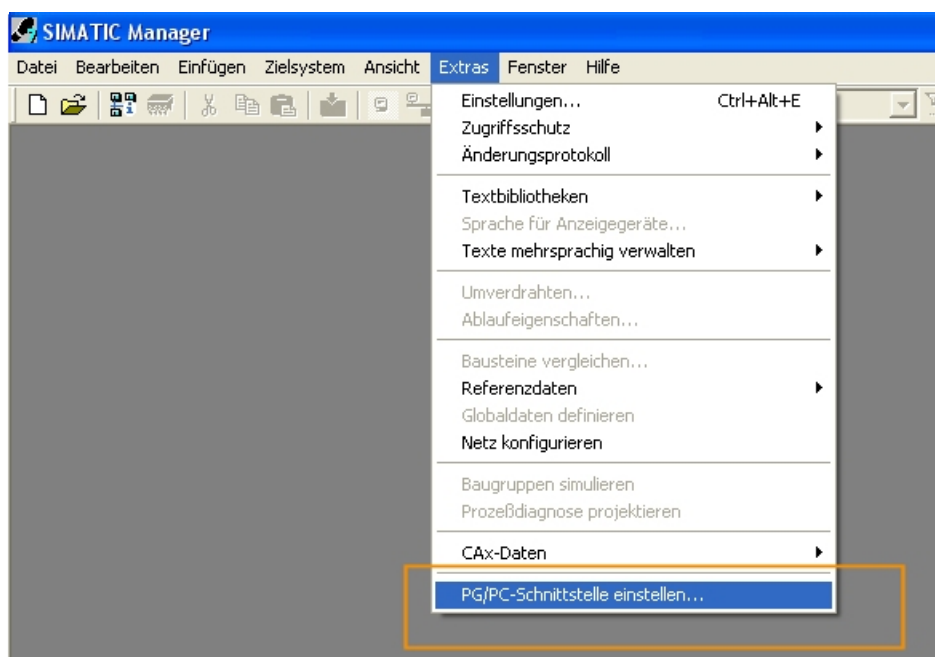 SIMATIC Manager
Datei Bearbeiten Einfügen Zielsystem Ansicht Extras Fenster Hilfe
Einstellungen... Ctrl+Alt+E
Zugriffsschutz
Änderungsprotokoll
Textbibliotheken
Sprache für Anzeigegeräte...
Texte mehrsprachig verwalten
Umverdrahten...
Ablaufeigenschaften...
Bausteine vergleichen...
Referenzdaten
Globaldaten definieren
Netz konfigurieren
Baugruppen simulieren
Prozeßdiagnose projektieren
CAx-Daten
PG/PC-Schnittstelle einstellen...